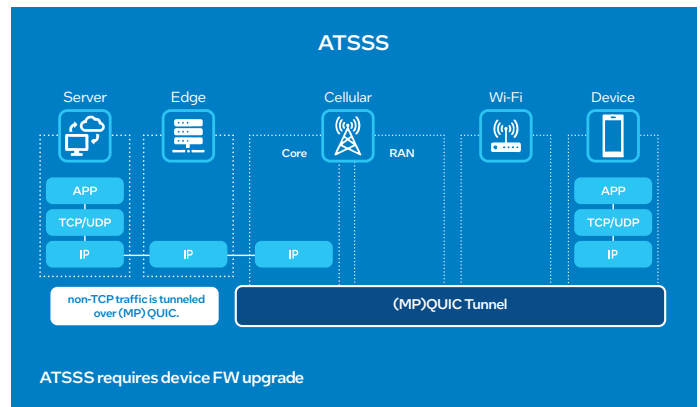 ATSSS
Server
Edge
Cellular
Wi-Fi
Device
Core
RAN
APP
APP
TCP/UDP
TCP/UDP
IP
IP
IP
IP
non-TCP traffic is tunneled
over (MP) QUIC.
(MP)QUIC Tunnel
ATSSS requires device FW upgrade